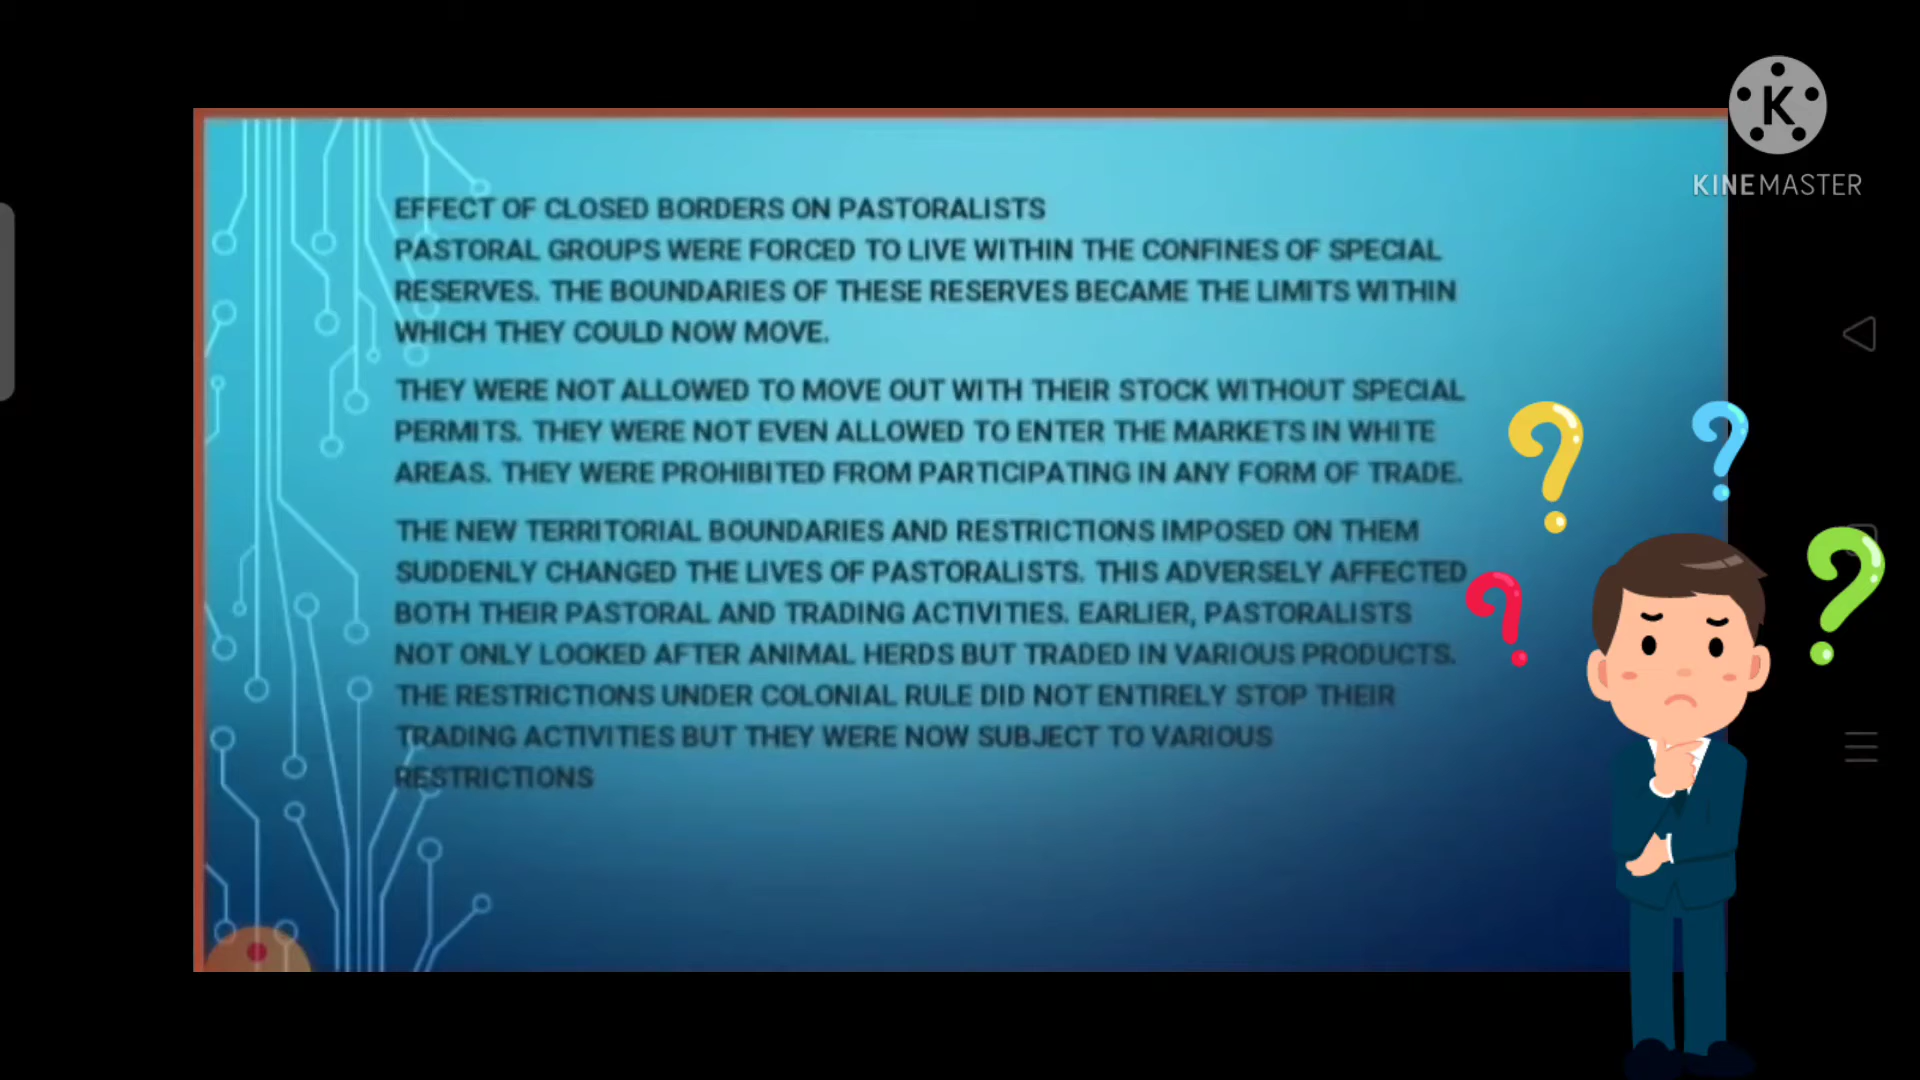 K
KINEMASTER
EFFECT OF CLOSED BORDERS ON PASTORALISTS
PASTORAL GROUPS WERE FORCED TO LIVE WITHIN THE CONFINES OF SPECIAL
RESERVES. THE BOUNDARIES OF THESE RESERVES BECAME THE LIMITS WITHIN
WHICH THEY COULD NOW MOVE.
THEY WERE NOT ALLOWED TO MOVE OUT WITH THEIR STOCK WITHOUT SPECIAL
PERMITS. THEY WERE NOT EVEN ALLOWED TO ENTER THE MARKETS IN WHITE
AREAS. THEY WERE PROHIBITED FROM PARTICIPATING IN ANY FORM OF TRADE.
THE NEW TERRITORIAL BOUNDARIES AND RESTRICTIONS IMPOSED ON THEM
SUDDENLY CHANGED THE LIVES OF PASTORALISTS. THIS ADVERSELY AFFECTED
BOTH THEIR PASTORAL AND TRADING ACTIVITIES. EARLIER, PASTORALISTS
NOT ONLY LOOKED AFTER ANIMAL HERDS BUT TRADED IN VARIOUS PRODUCTS.
THE RESTRICTIONS UNDER COLONIAL RULE DID NOT ENTIRELY STOP THEIR
TRADING ACTIVITIES BUT THEY WERE NOW SUBJECT TO VARIOUS
RESTRICTIONS
? ? ? ?